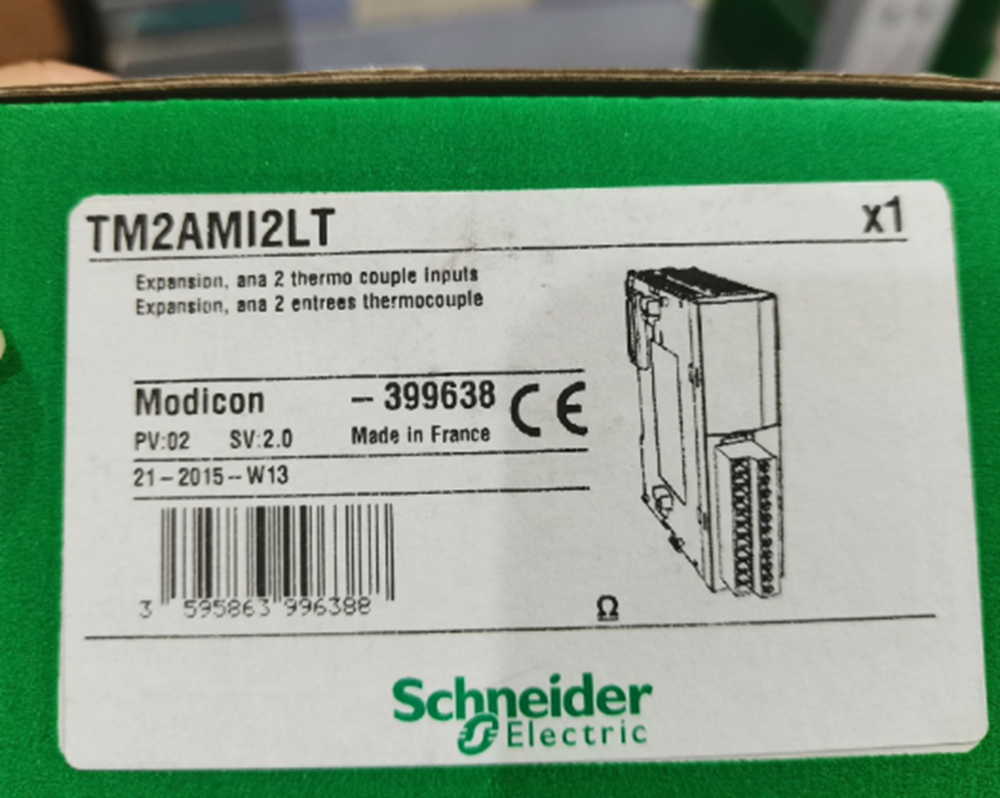 TM2AMI2LT x1
Expansion, ana 2 thermo couple inputs
Expansion, ana 2 entrees thermocouple
Modicon - 399638 CE
PV:02 SV:2.0 Made in France
21-2015--W13
3 595863 996388
Ω
Schneider
Electric